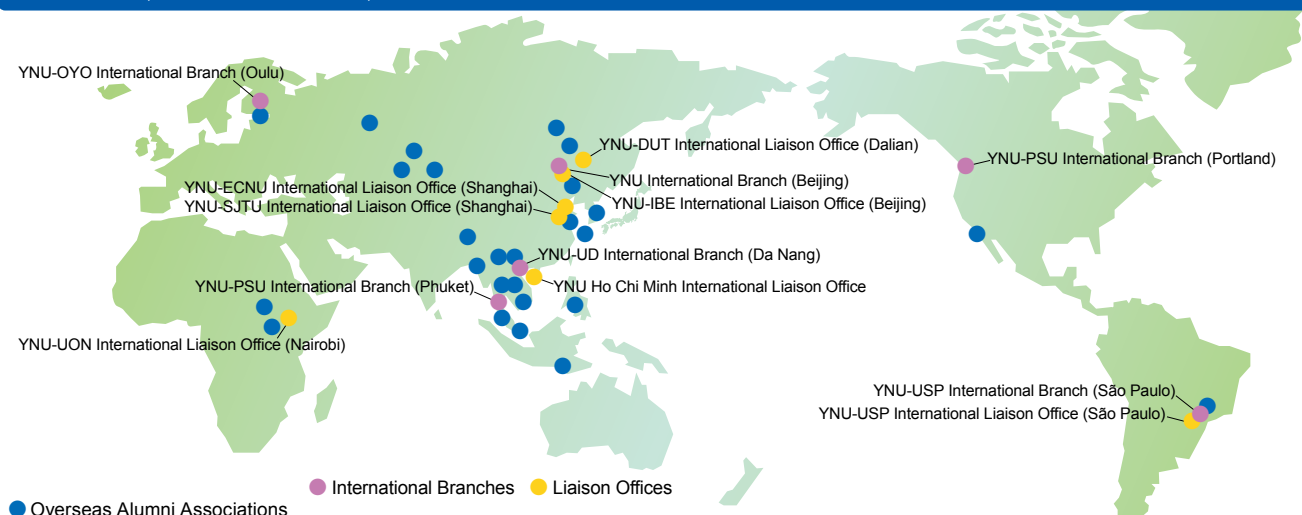 YNU-OYO International Branch (Oulu)
YNU-DUT International Liaison Office (Dalian)
YNU-PSU International Branch (Portland)
YNU International Branch (Beijing)
YNU-ECNU International Liaison Office (Shanghai)
YNU-IBE International Liaison Office (Beijing)
YNU-SJTU International Liaison Office (Shanghai)
YNU-UD International Branch (Da Nang)
YNU-PSU International Branch (Phuket)
YNU Ho Chi Minh International Liaison Office
YNU-UON International Liaison Office (Nairobi)
YNU-USP International Branch (São Paulo)
YNU-USP International Liaison Office (São Paulo)
International Branches
Liaison Offices
Overseas Alumni Associations